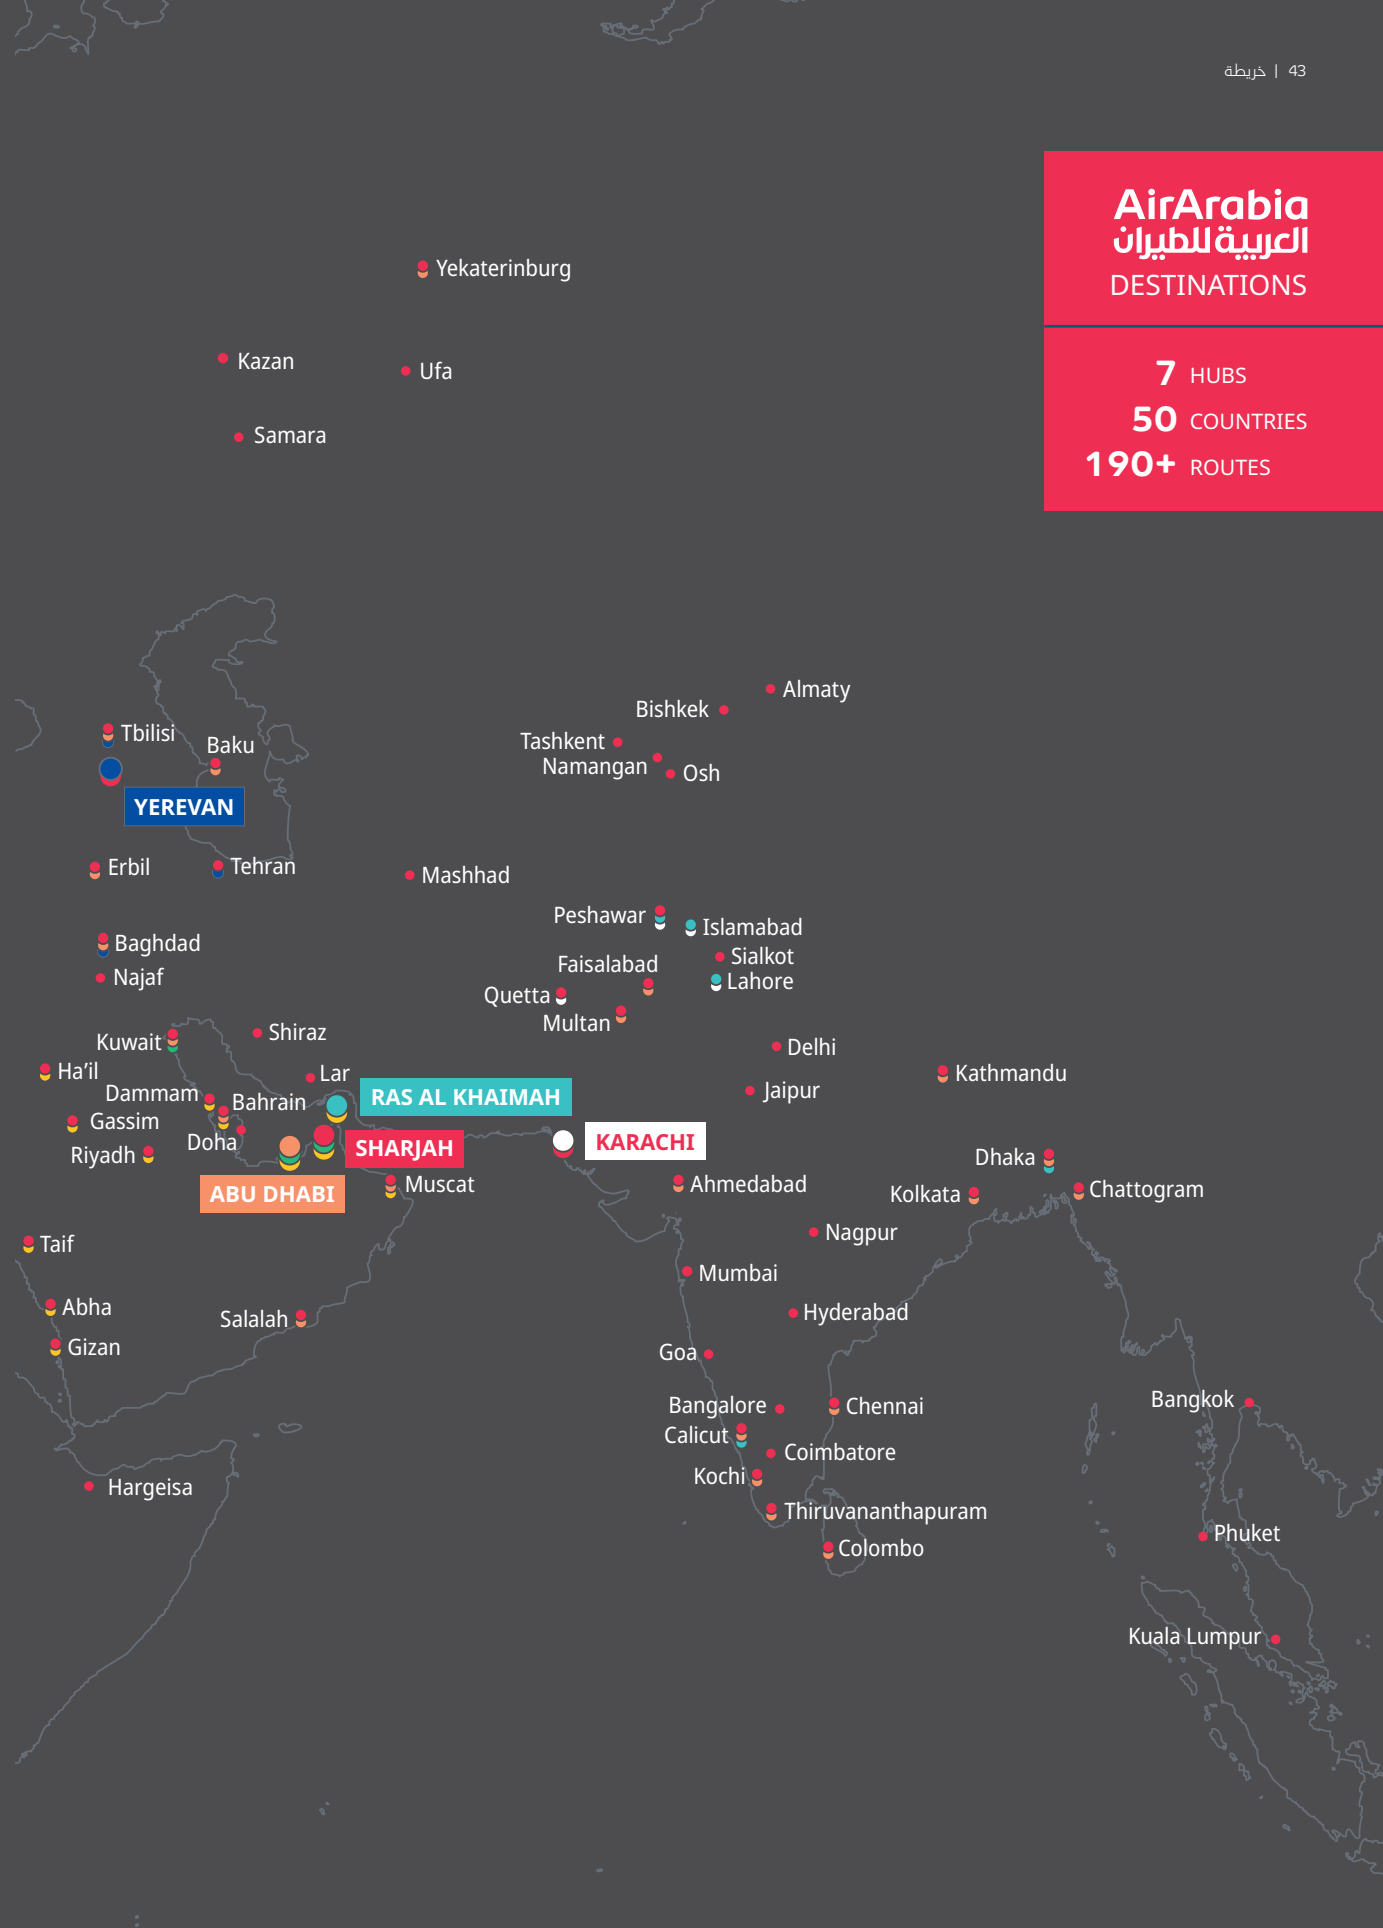 43 | خريطة
AirArabia
العربية للطيران
DESTINATIONS
7 HUBS
50 COUNTRIES
190+ ROUTES
Yekaterinburg
Kazan
Ufa
Samara
Almaty
Bishkek
Tbilisi
Baku
Tashkent
Namangan
Osh
YEREVAN
Erbil
Tehran
Mashhad
Peshawar
Islamabad
Baghdad
Sialkot
Faisalabad
Najaf
Lahore
Quetta
Multan
Shiraz
Kuwait
Delhi
Ha’il
Lar
Kathmandu
Dammam
Jaipur
RAS AL KHAIMAH
Bahrain
Gassim
Doha
KARACHI
SHARJAH
Riyadh
Dhaka
ABU DHABI
Muscat
Ahmedabad
Kolkata
Chattogram
Nagpur
Taif
Mumbai
Abha
Salalah
Hyderabad
Gizan
Goa
Bangkok
Bangalore
Chennai
Calicut
Coimbatore
Kochi
Hargeisa
Thiruvananthapuram
Phuket
Colombo
Kuala Lumpur